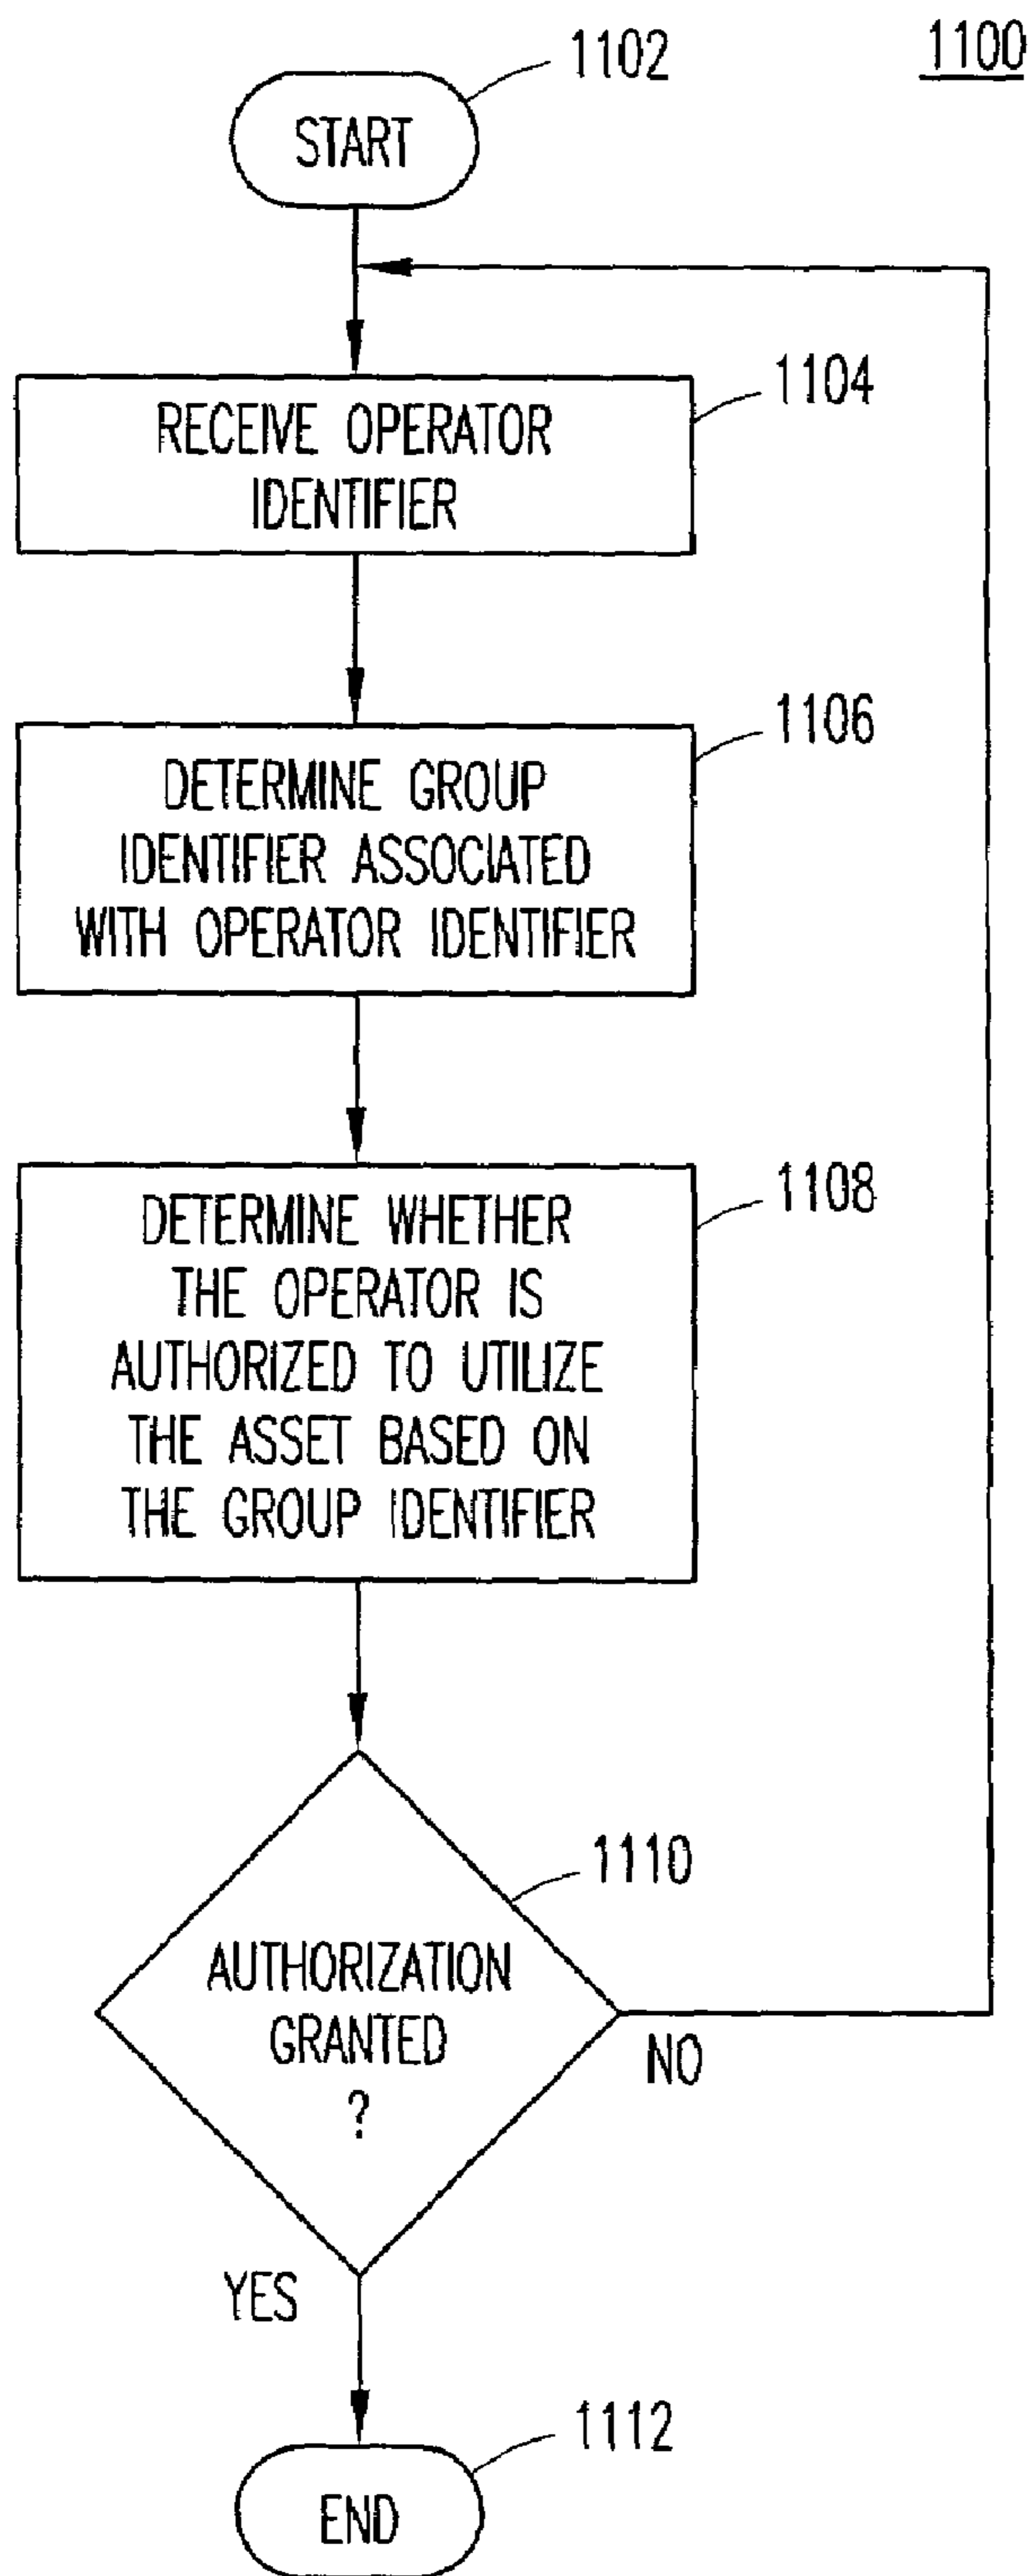 1100
1102
START
1104
RECEIVE OPERATOR
IDENTIFIER
1106
DETERMINE GROUP
IDENTIFIER ASSOCIATED
WITH OPERATOR IDENTIFIER
1108
DETERMINE WHETHER
THE OPERATOR IS
AUTHORIZED TO UTILIZE
THE ASSET BASED ON
THE GROUP IDENTIFIER
1110
AUTHORIZATION
GRANTED
?
NO
YES
1112
END